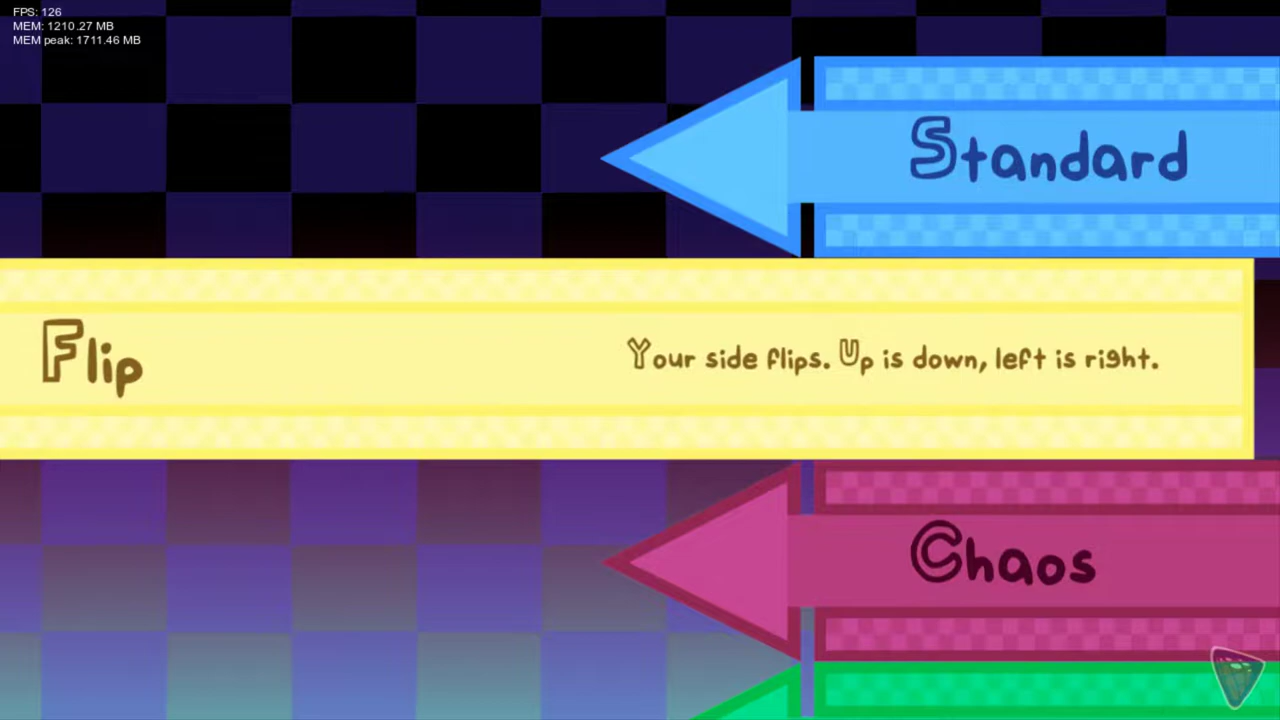 FPS: 126
MEM: 1210.27 MB
MEM peak: 1711.46 MB
Standard
Flip
Your side flips. Up is down, left is right.
Chaos